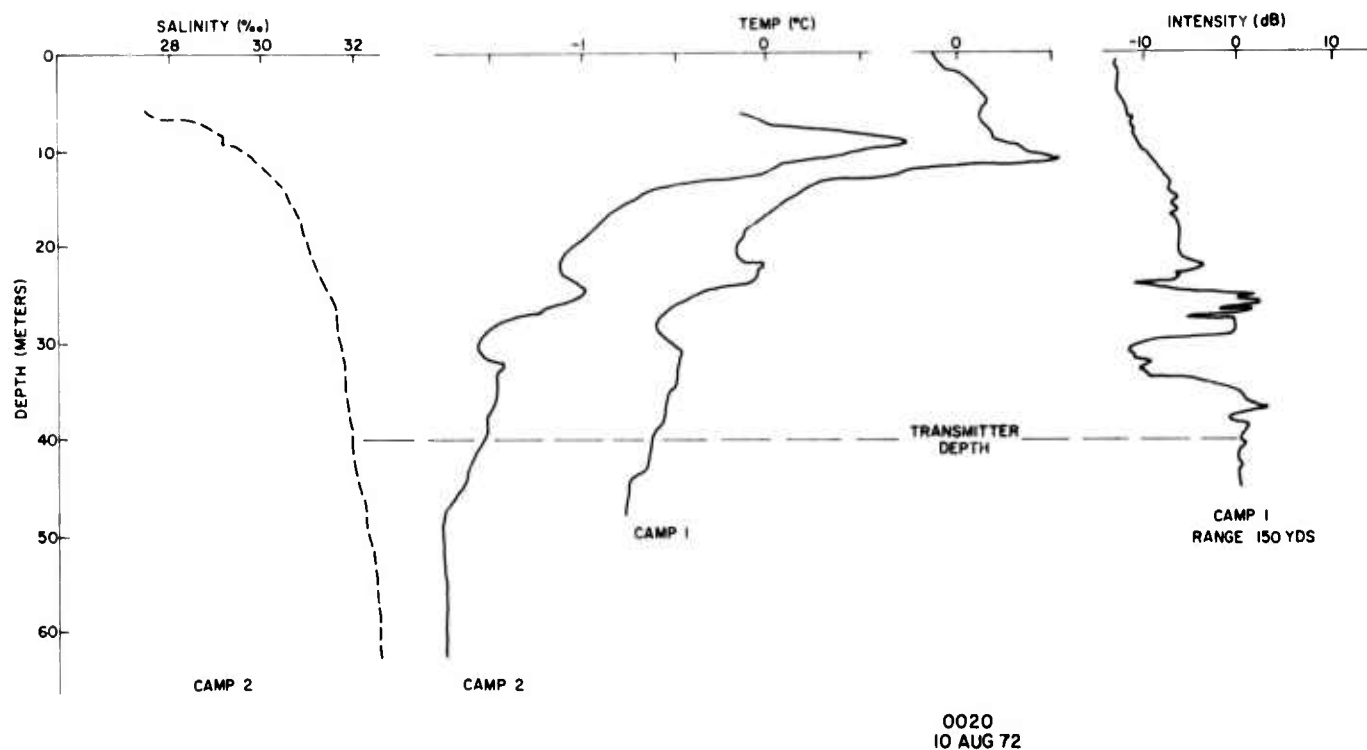 SALINITY (‰)
28 30 32
TEMP (°C)
-1 0 0
INTENSITY (dB)
-10 0 10
DEPTH (METERS)
0
10
20
30
40
50
60
TRANSMITTER
DEPTH
CAMP 1
CAMP 1
RANGE 150 YDS
CAMP 2
CAMP 2
0020
10 AUG 72